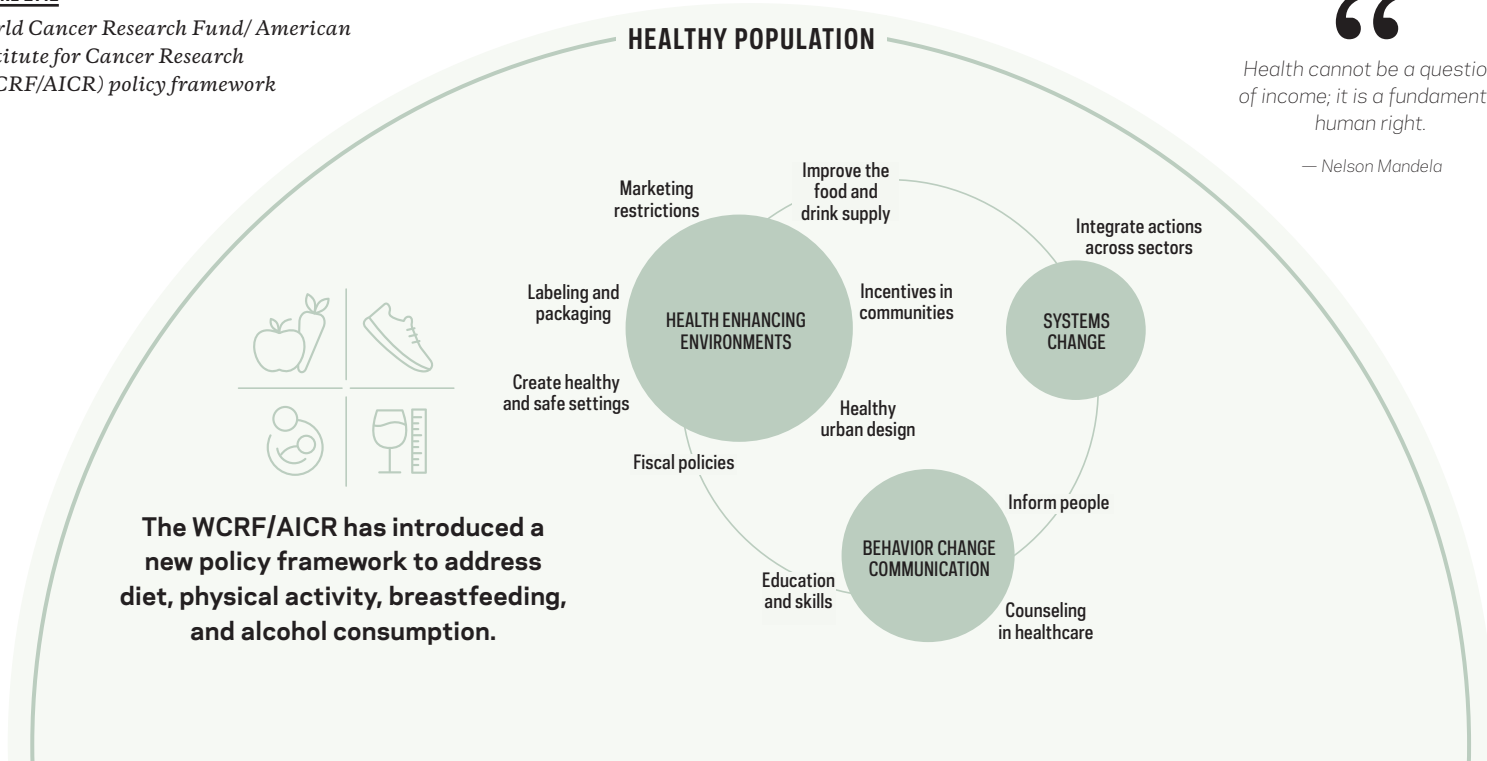 rld Cancer Research Fund/ American
titute for Cancer Research
CRF/AICR) policy framework
HEALTHY POPULATION
“
Health cannot be a questio
of income; it is a fundament
human right.
— Nelson Mandela
Improve the
food and
drink supply
Marketing
restrictions
Integrate actions
across sectors
Labeling and
packaging
Incentives in
communities
HEALTH ENHANCING
ENVIRONMENTS
SYSTEMS
CHANGE
Create healthy
and safe settings
Healthy
urban design
Fiscal policies
Inform people
BEHAVIOR CHANGE
COMMUNICATION
Education
and skills
Counseling
in healthcare
The WCRF/AICR has introduced a
new policy framework to address
diet, physical activity, breastfeeding,
and alcohol consumption.